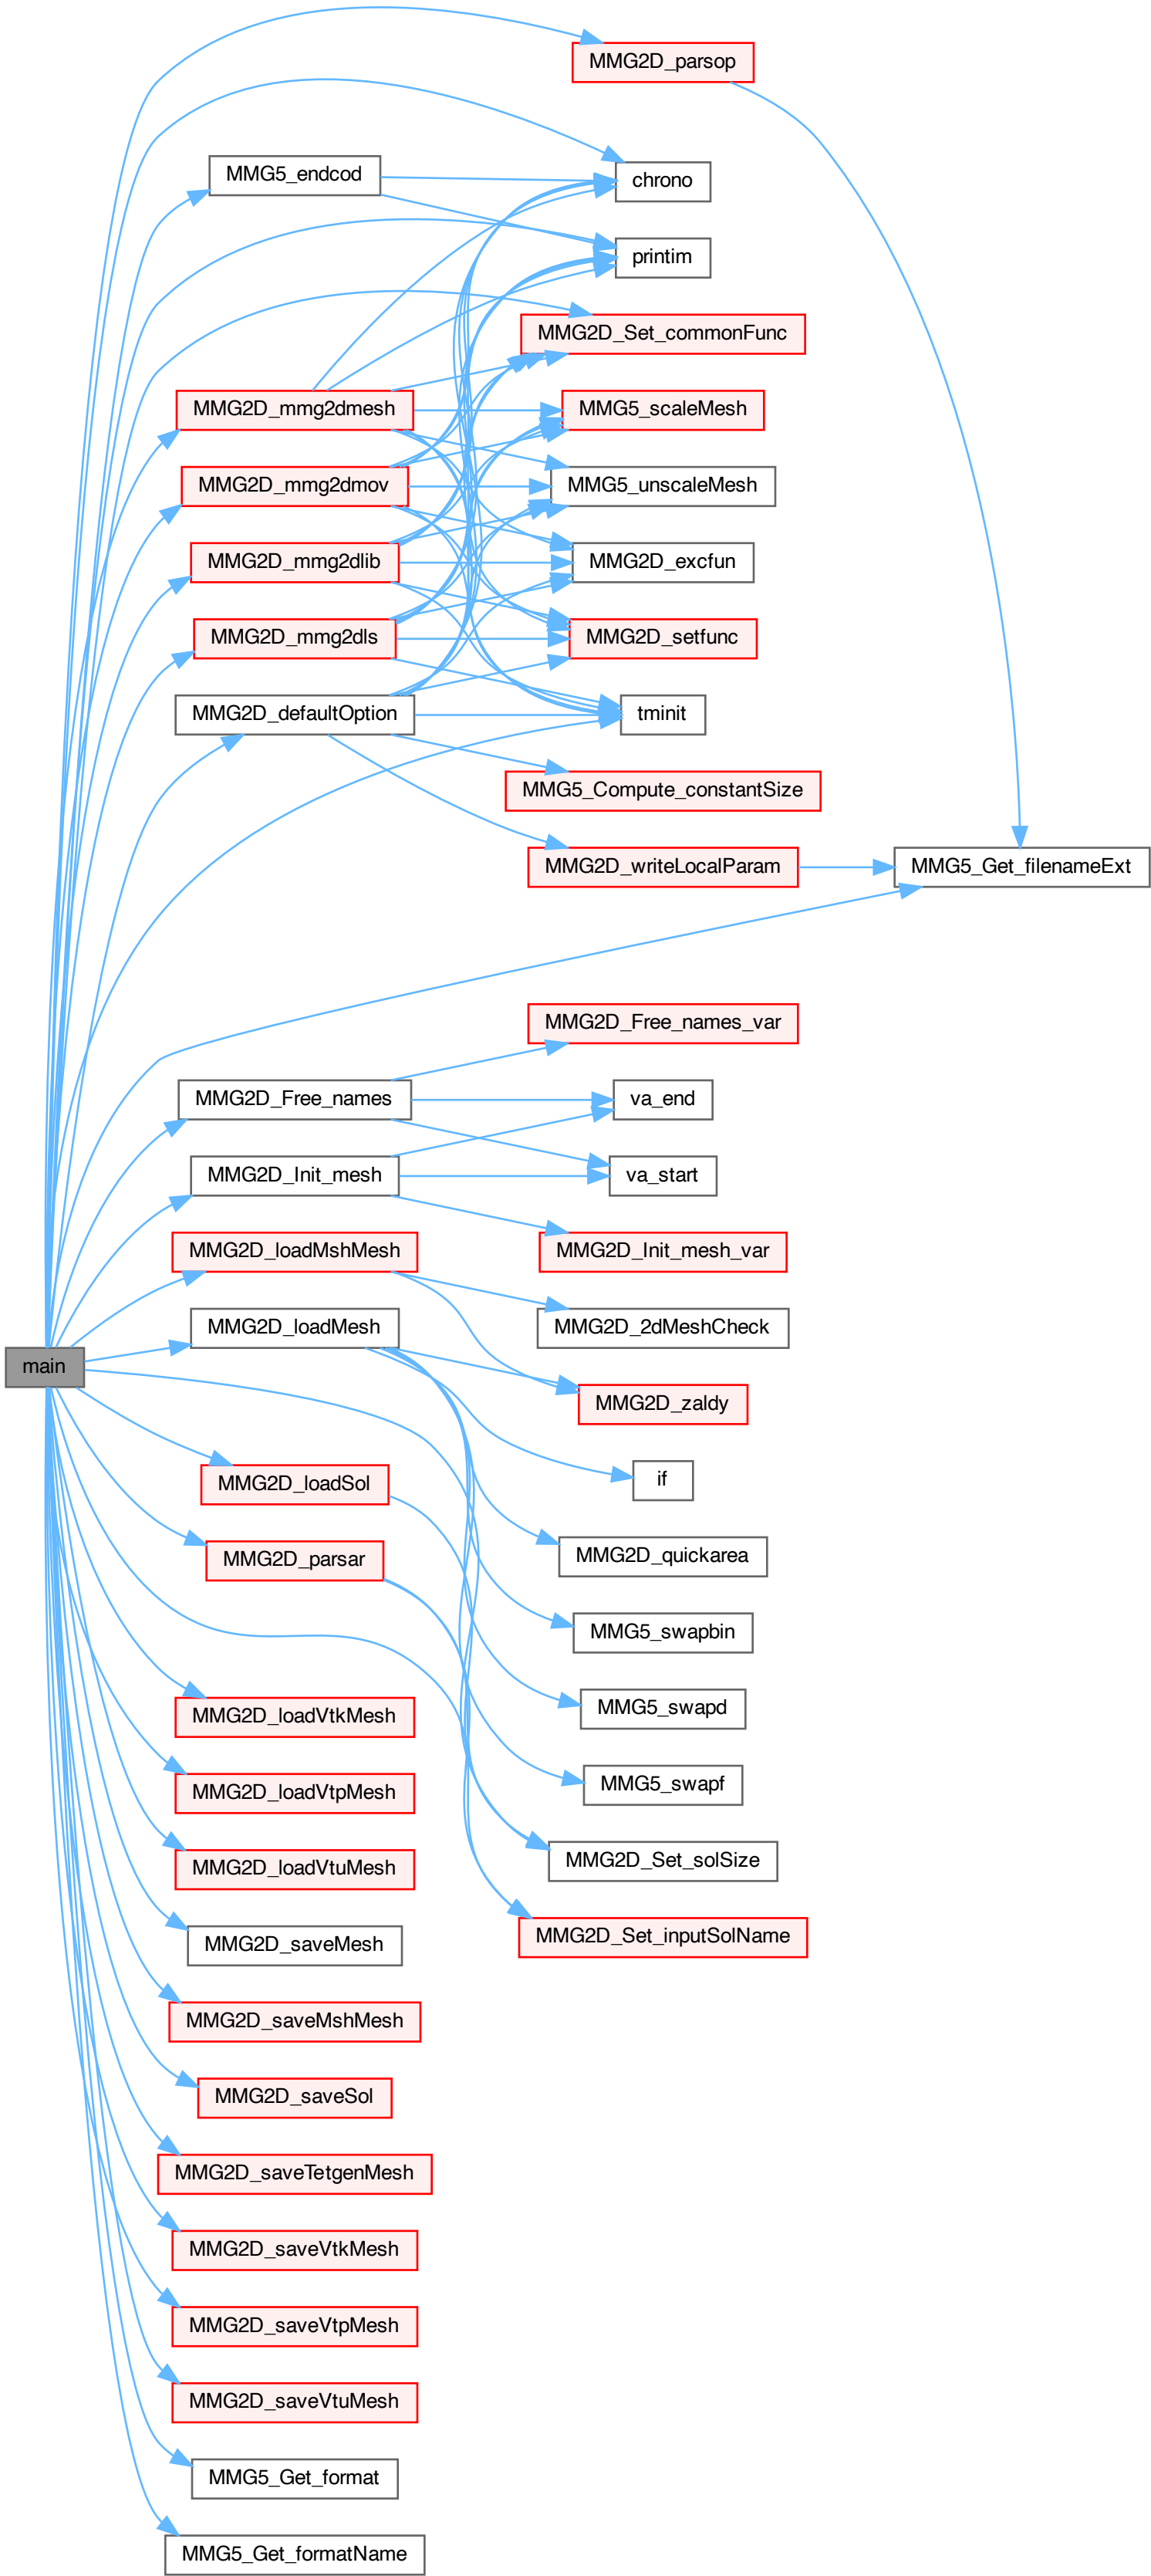 MMG2D_parsop
chrono
MMG5_endcod
printim
MMG2D_Set_commonFunc
MMG2D_mmg2dmesh
MMG5_scaleMesh
MMG2D_mmg2dmov
MMG5_unscaleMesh
MMG2D_mmg2dlib
MMG2D_excfun
MMG2D_mmg2dls
MMG2D_setfunc
MMG2D_defaultOption
tminit
MMG5_Compute_constantSize
MMG2D_writeLocalParam
MMG5_Get_filenameExt
MMG2D_Free_names_var
MMG2D_Free_names
va_end
MMG2D_Init_mesh
va_start
MMG2D_loadMshMesh
MMG2D_Init_mesh_var
MMG2D_loadMesh
MMG2D_2dMeshCheck
main
MMG2D_zaldy
MMG2D_loadSol
if
MMG2D_parsar
MMG2D_quickarea
MMG5_swapbin
MMG2D_loadVtkMesh
MMG5_swapd
MMG2D_loadVtpMesh
MMG5_swapf
MMG2D_loadVtuMesh
MMG2D_Set_solSize
MMG2D_saveMesh
MMG2D_Set_inputSolName
MMG2D_saveMshMesh
MMG2D_saveSol
MMG2D_saveTetgenMesh
MMG2D_saveVtkMesh
MMG2D_saveVtpMesh
MMG2D_saveVtuMesh
MMG5_Get_format
MMG5_Get_formatName